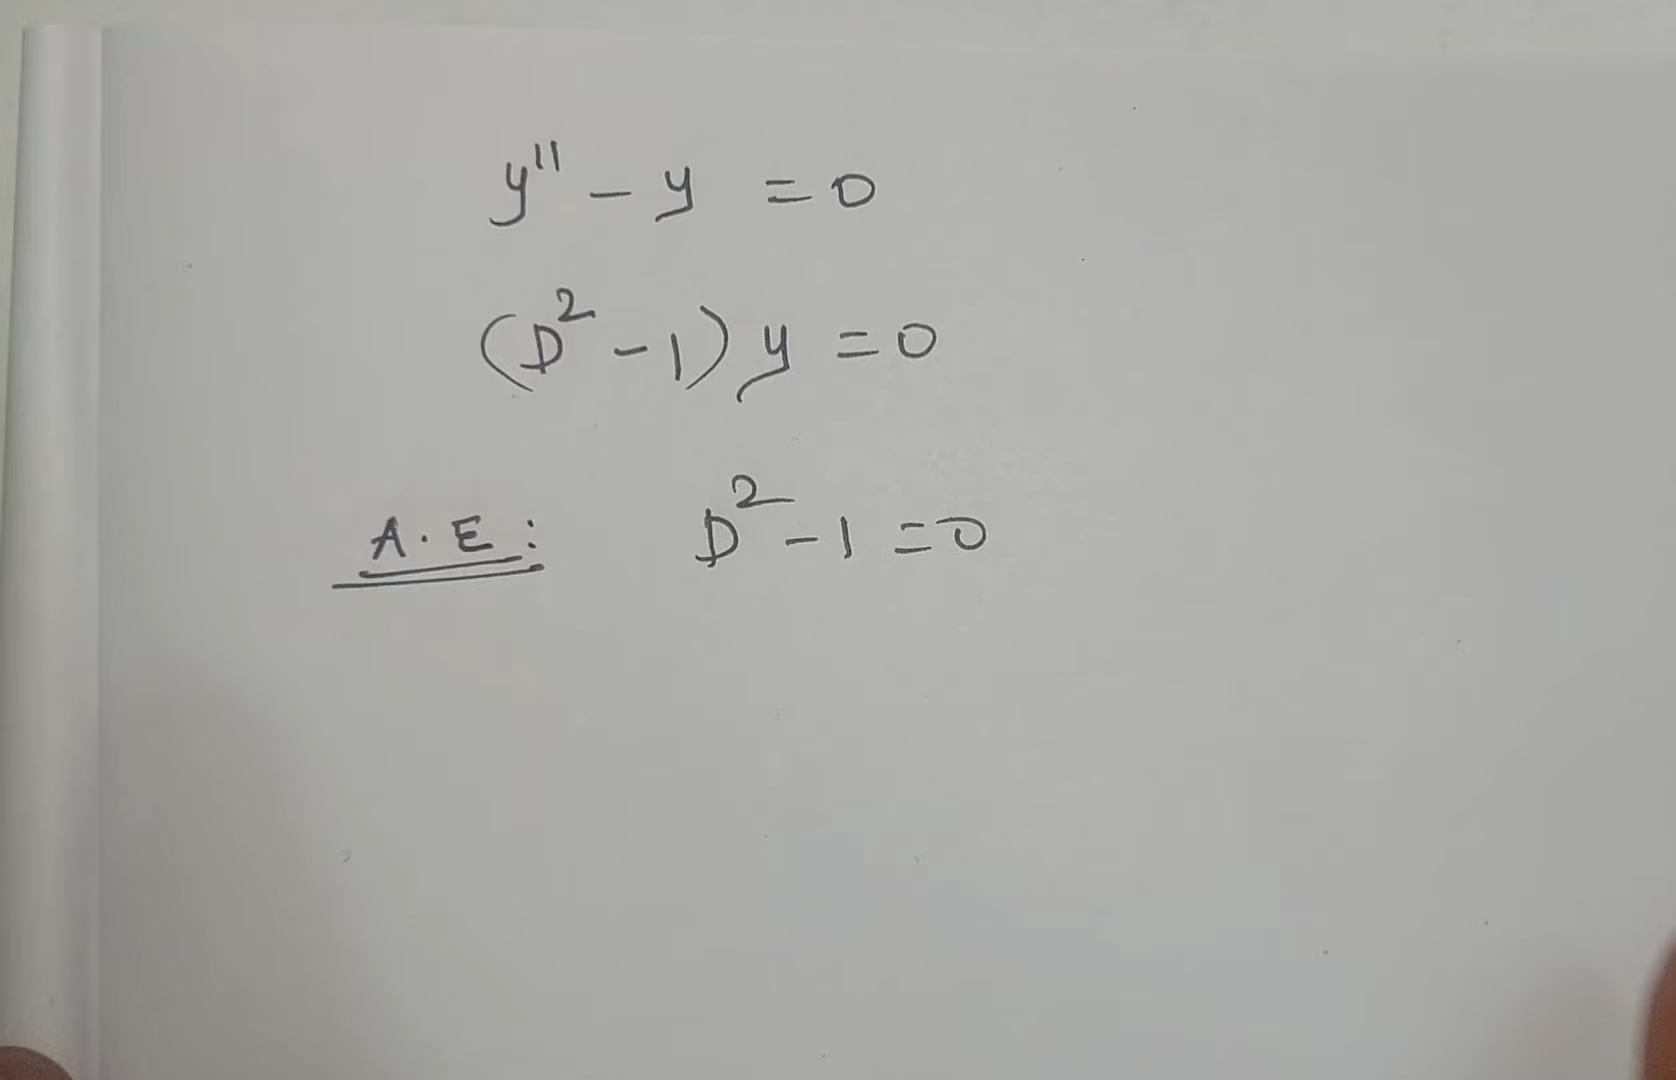 y'' - y = 0
(D² - 1) y = 0
A.E: D² - 1 = 0